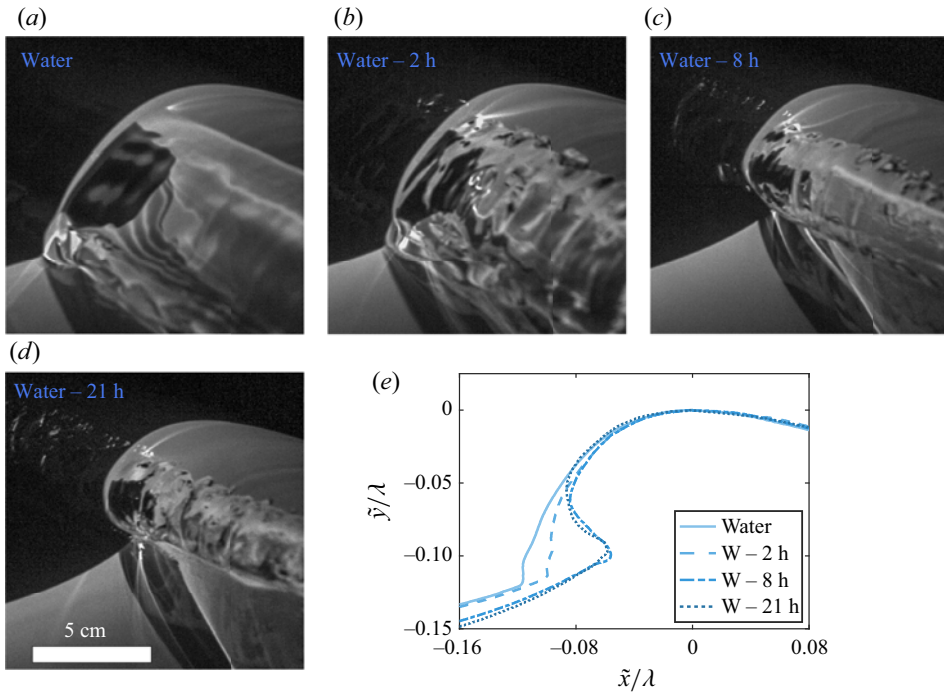 (a)
(b)
(c)
Water
Water – 2 h
Water – 8 h
(d)
Water – 21 h
5 cm
(e)
0
–0.05
–0.10
–0.15
ỹ/λ
Water
W – 2 h
W – 8 h
W – 21 h
–0.16
–0.08
0
0.08
x̃/λ